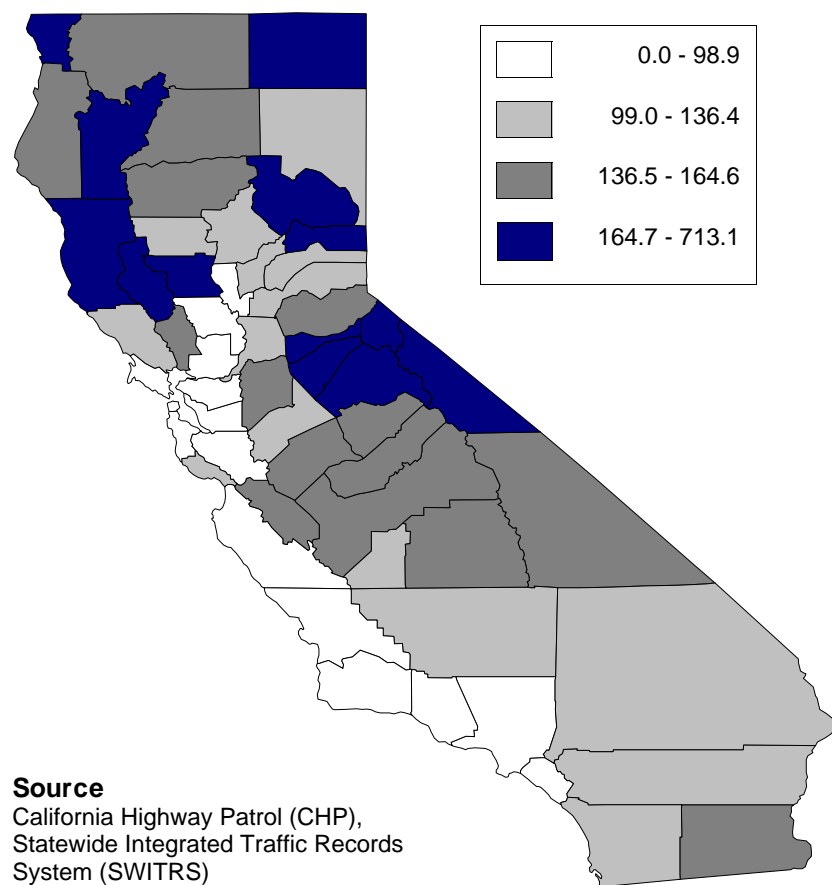 0.0 - 98.9
99.0 - 136.4
136.5 - 164.6
164.7 - 713.1
Source
California Highway Patrol (CHP),
Statewide Integrated Traffic Records
System (SWITRS)